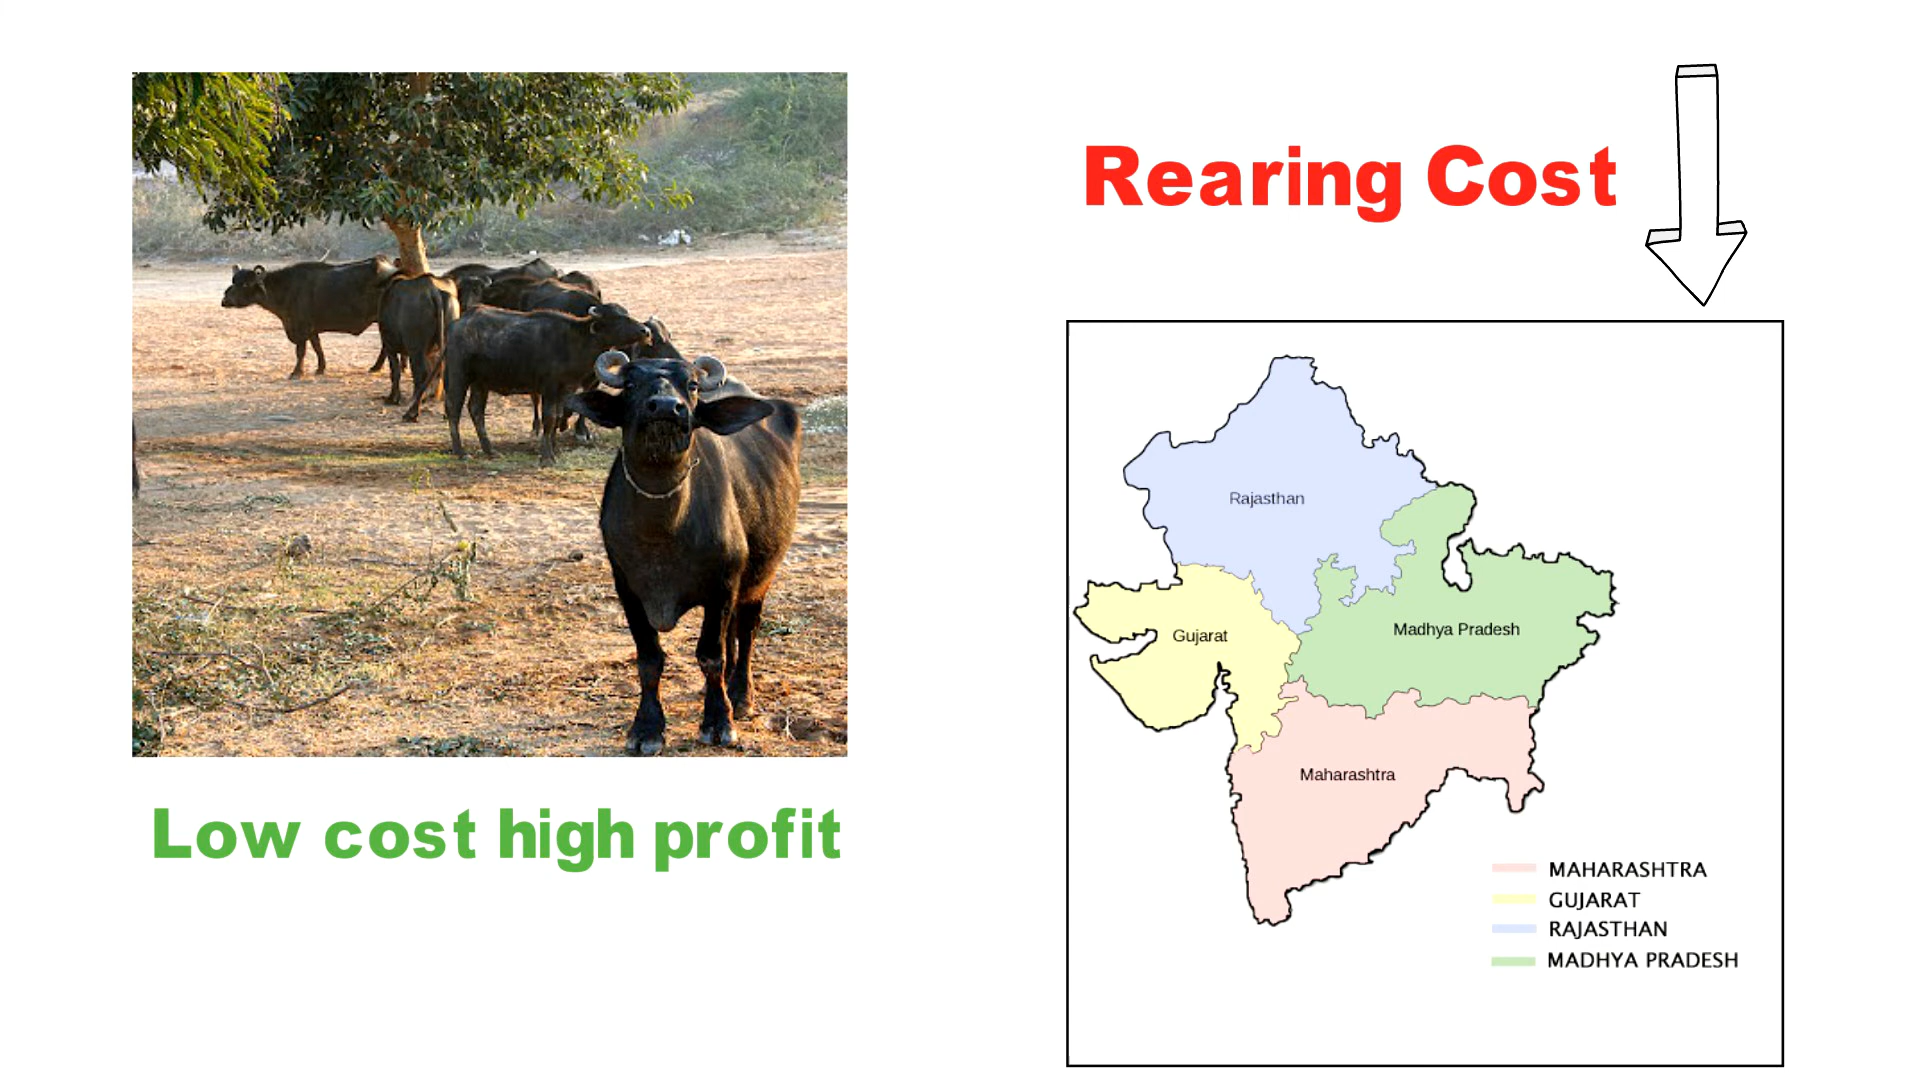 Rearing Cost
Low cost high profit
Rajasthan
Gujarat
Madhya Pradesh
Maharashtra
MAHARASHTRA
GUJARAT
RAJASTHAN
MADHYA PRADESH